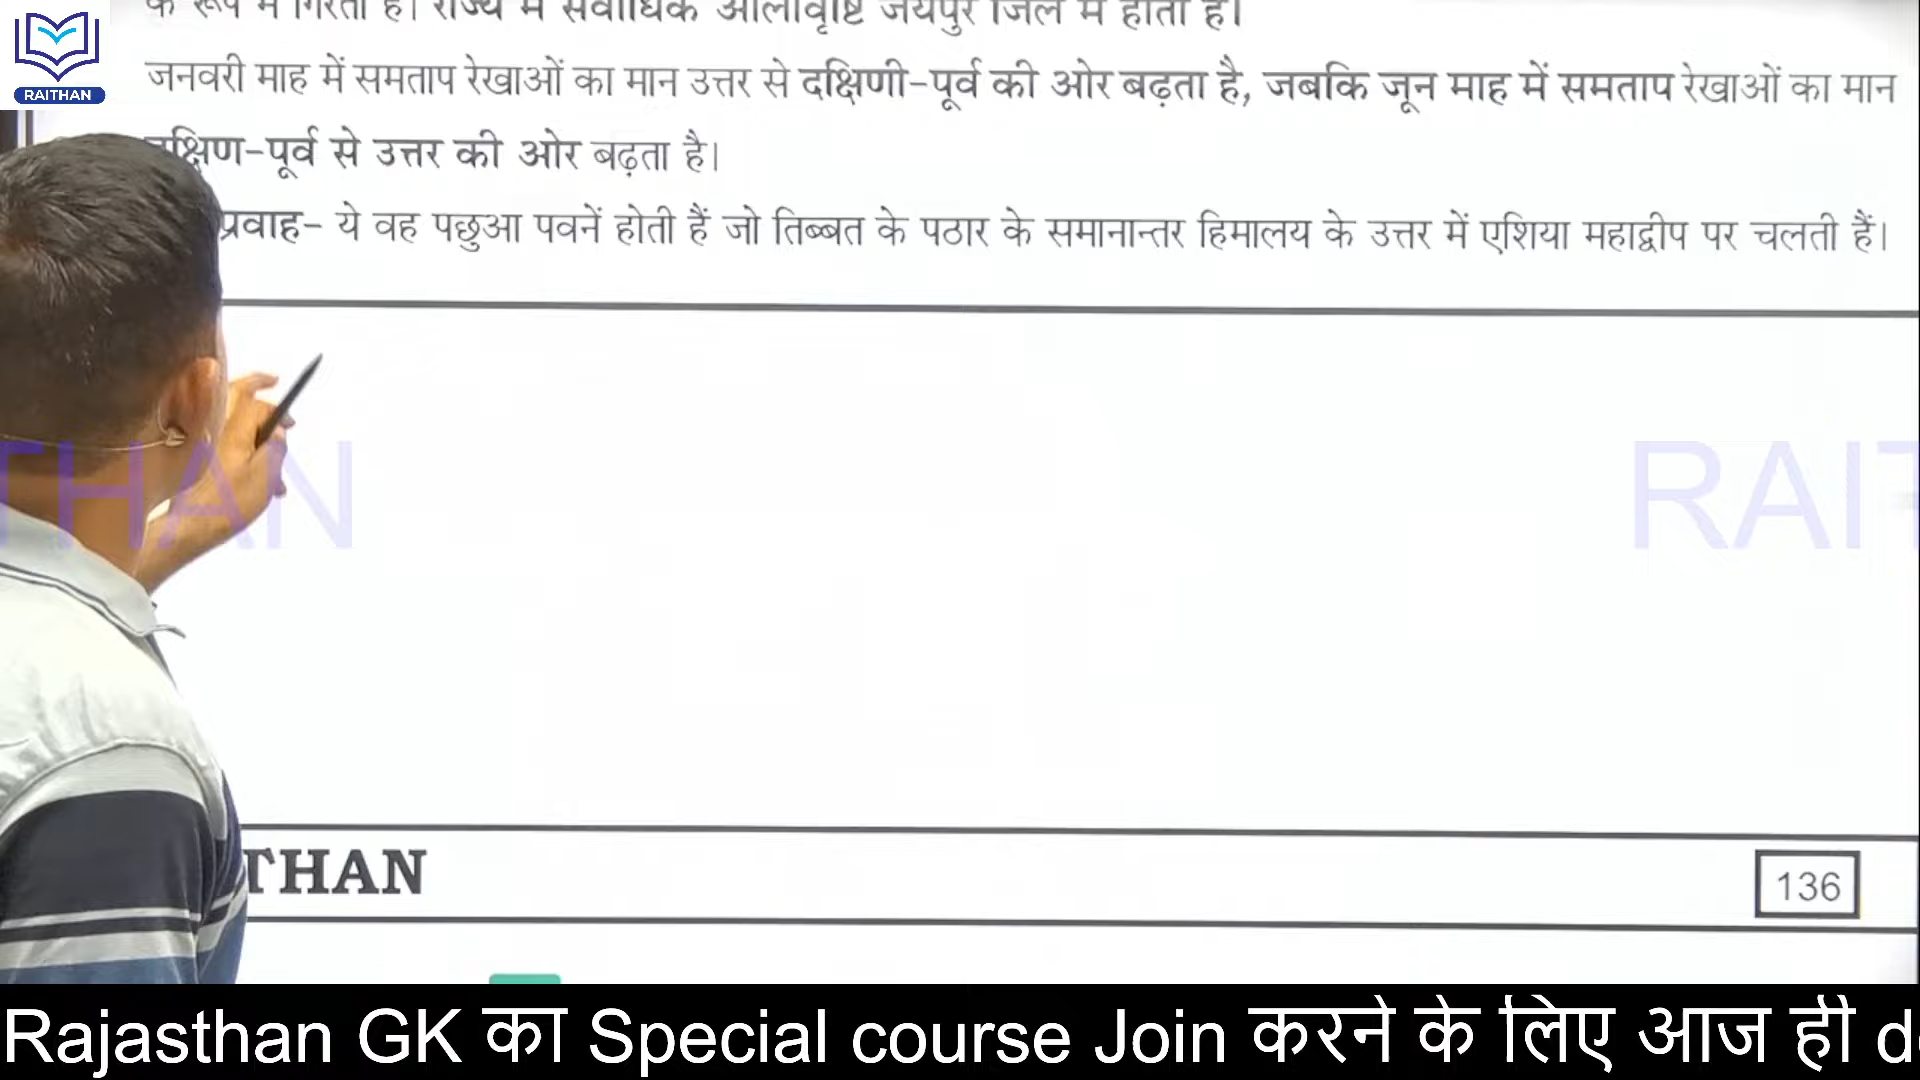 के रूप में गिरती है। राज्य में सर्वाधिक ओलावृष्टि जयपुर जिले में होती है।
RAITHAN
जनवरी माह में समताप रेखाओं का मान उत्तर से दक्षिणी-पूर्व की ओर बढ़ता है, जबकि जून माह में समताप रेखाओं का मान
दक्षिण-पूर्व से उत्तर की ओर बढ़ता है।
प्रवाह- ये वह पछुआ पवनें होती हैं जो तिब्बत के पठार के समानान्तर हिमालय के उत्तर में एशिया महाद्वीप पर चलती हैं।
THAN RAIT
THAN
136
Rajasthan GK का Special course Join करने के लिए आज ही d